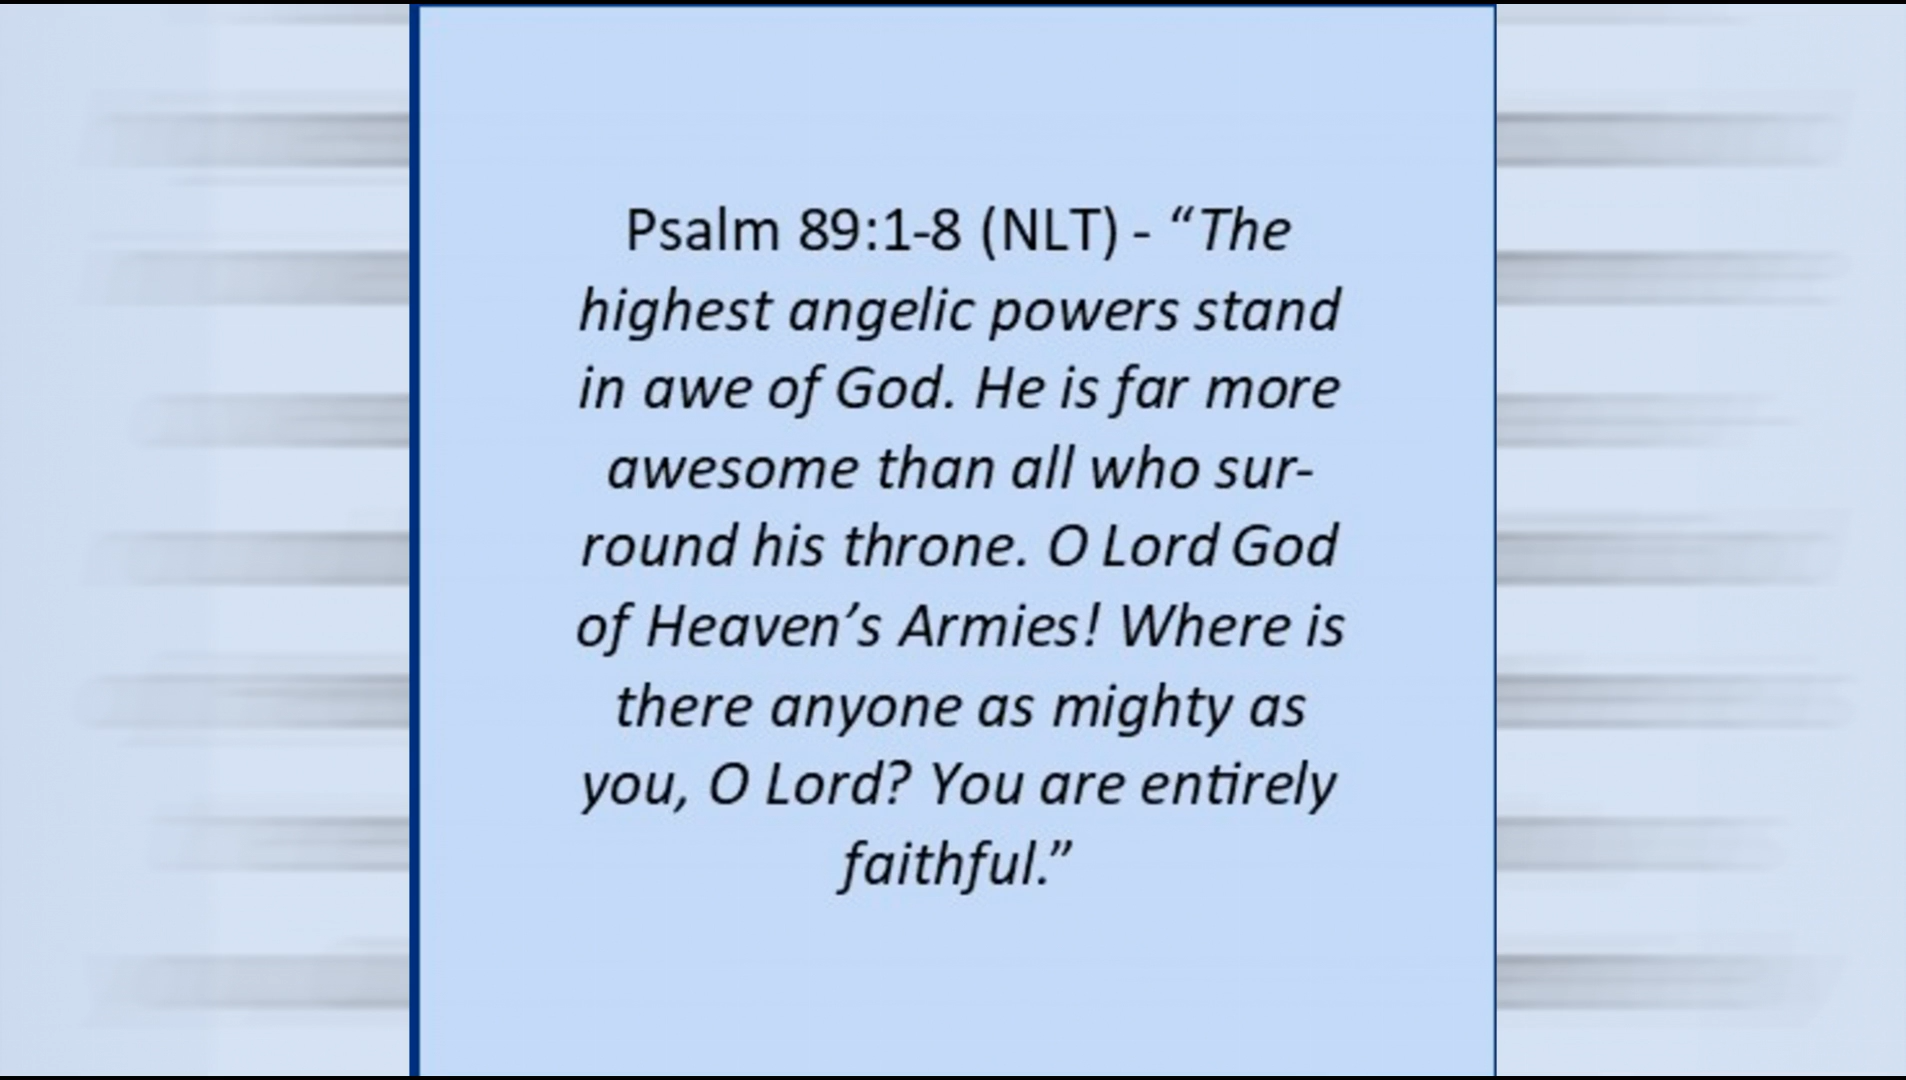 Psalm 89:1-8 (NLT) - “The
highest angelic powers stand
in awe of God. He is far more
awesome than all who sur-
round his throne. O Lord God
of Heaven’s Armies! Where is
there anyone as mighty as
you, O Lord? You are entirely
faithful.”